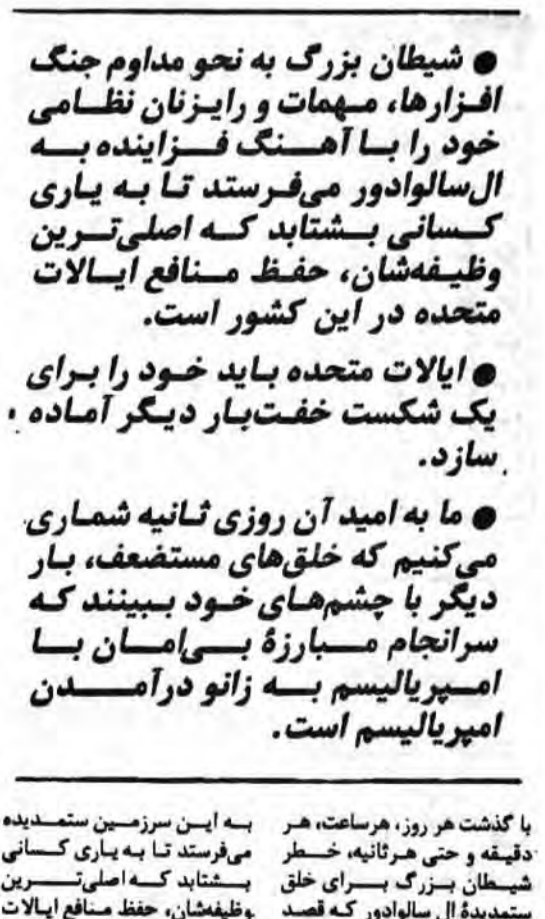 ● شیطان بزرگ به نحو مداوم جنگ
افزارها، مهمات و رایزنان نظامی
خود را با آهنگ فزاینده به
ال‌سالوادور می‌فرستد تا به یاری
کسانی بشتابد که اصلی‌ترین
وظیفه‌شان، حفظ منافع ایالات
متحده در این کشور است.
● ایالات متحده باید خود را برای
یک شکست خفت‌بار دیگر آماده
سازد.
● ما به امید آن روزی ثانیه شماری
می‌کنیم که خلق‌های مستضعف، بار
دیگر با چشم‌های خود ببینند که
سرانجام مبارزهٔ بی‌امان با
امپریالیسم به زانو درآمدن
امپریالیسم است.
با گذشت هر روز، هرساعت، هر
دقیقه و حتی هرثانیه، خطر
شیطان بزرگ برای خلق
ستمدیدهٔ ال سالوادور که قصد
به این سرزمین ستمدیده
می‌فرستد تا به یاری کسانی
بشتابد که اصلی‌ترین
وظیفه‌شان، حفظ منافع ایالات